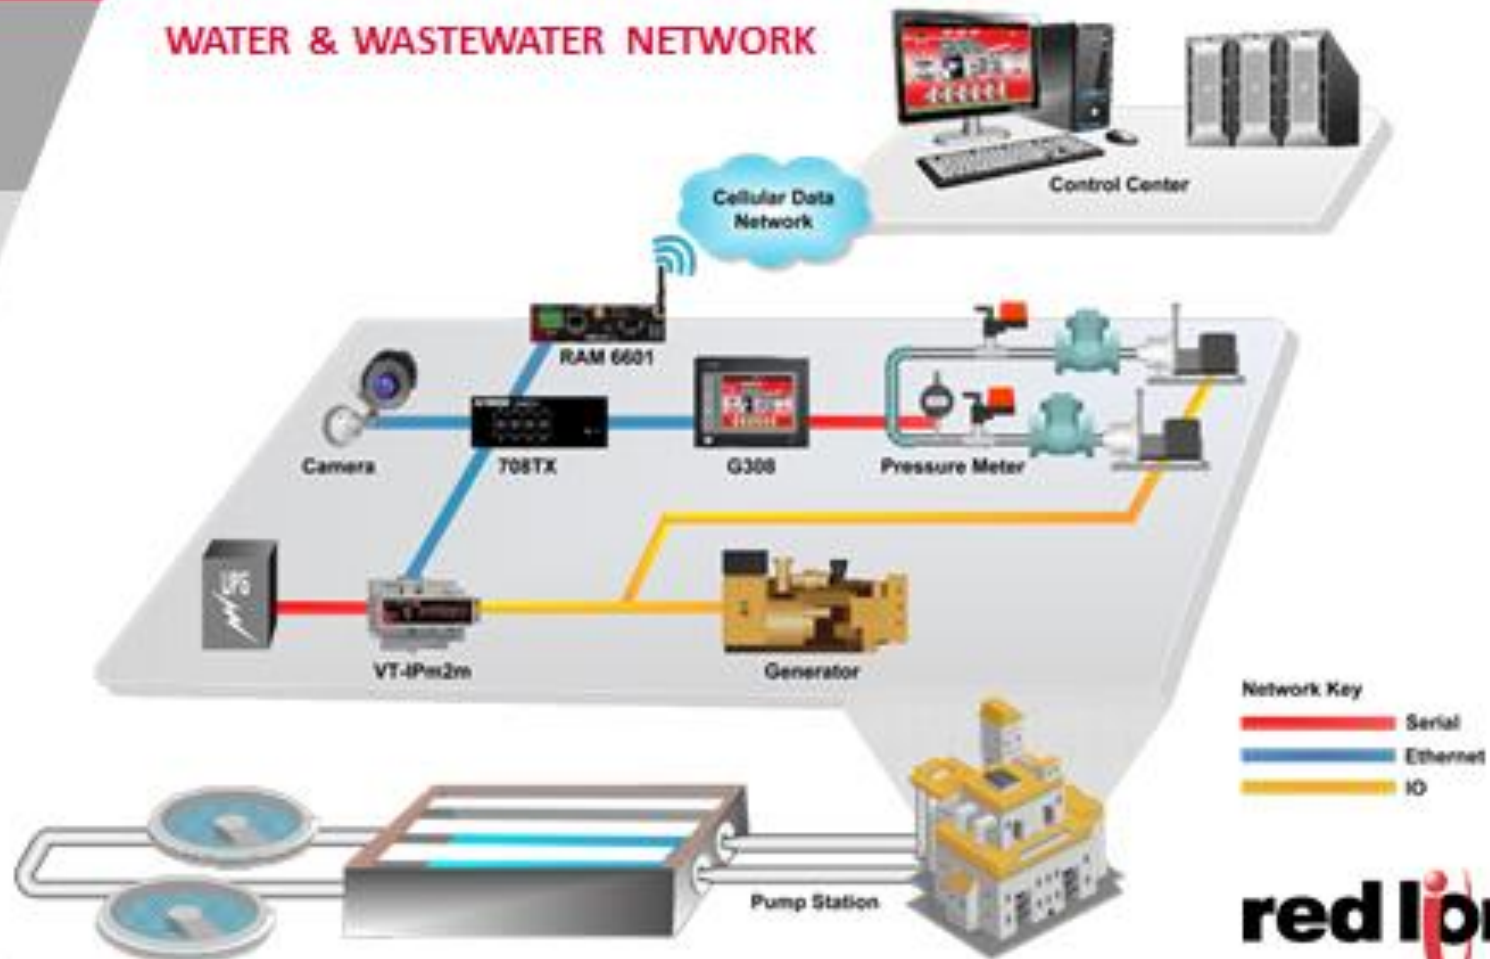 WATER & WASTEWATER NETWORK
Control Center
Cellular Data
Network
RAM 6601
Camera
708TX
G308
Pressure Meter
VT-IPm2m
Generator
Network Key
Serial
Ethernet
IO
Pump Station
red lion